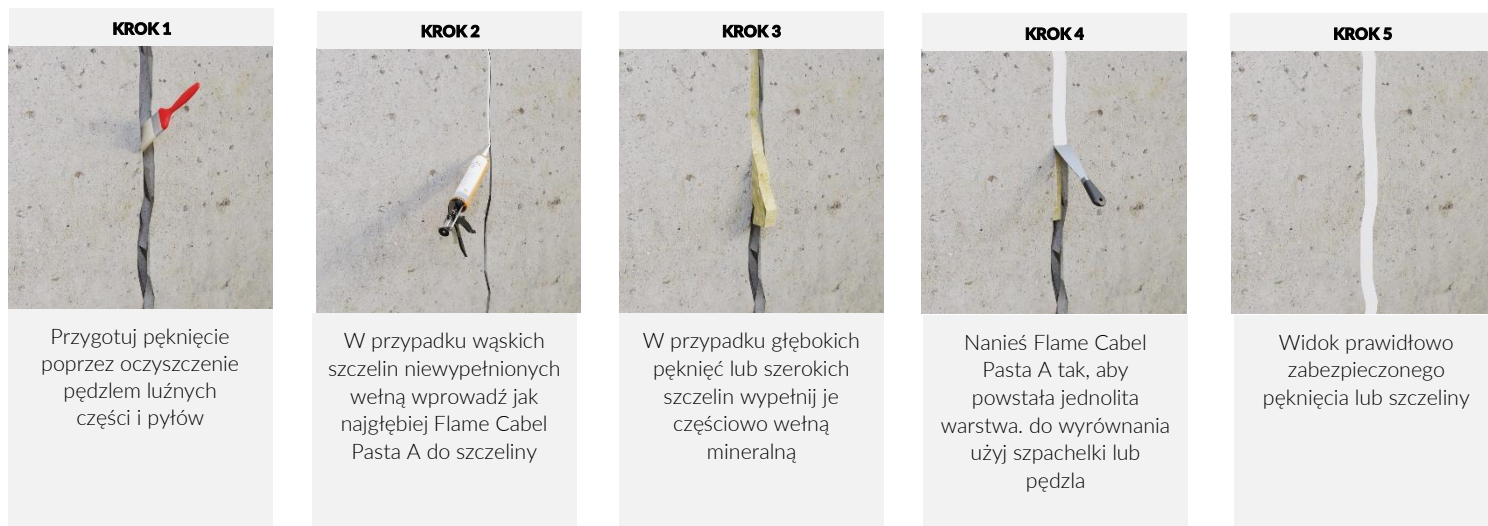 KROK 1
Przygotuj pęknięcie
poprzez oczyszczenie
pędzlem luźnych
części i pyłów
KROK 2
W przypadku wąskich
szczelin niewypełnionych
wełną wprowadź jak
najgłębiej Flame Cabel
Pasta A do szczeliny
KROK 3
W przypadku głębokich
pęknięć lub szerokich
szczelin wypełnij je
częściowo wełną
mineralną
KROK 4
Nanieś Flame Cabel
Pasta A tak, aby
powstała jednolita
warstwa. do wyrównania
użyj szpachelki lub
pędzla
KROK 5
Widok prawidłowo
zabezpieczonego
pęknięcia lub szczeliny